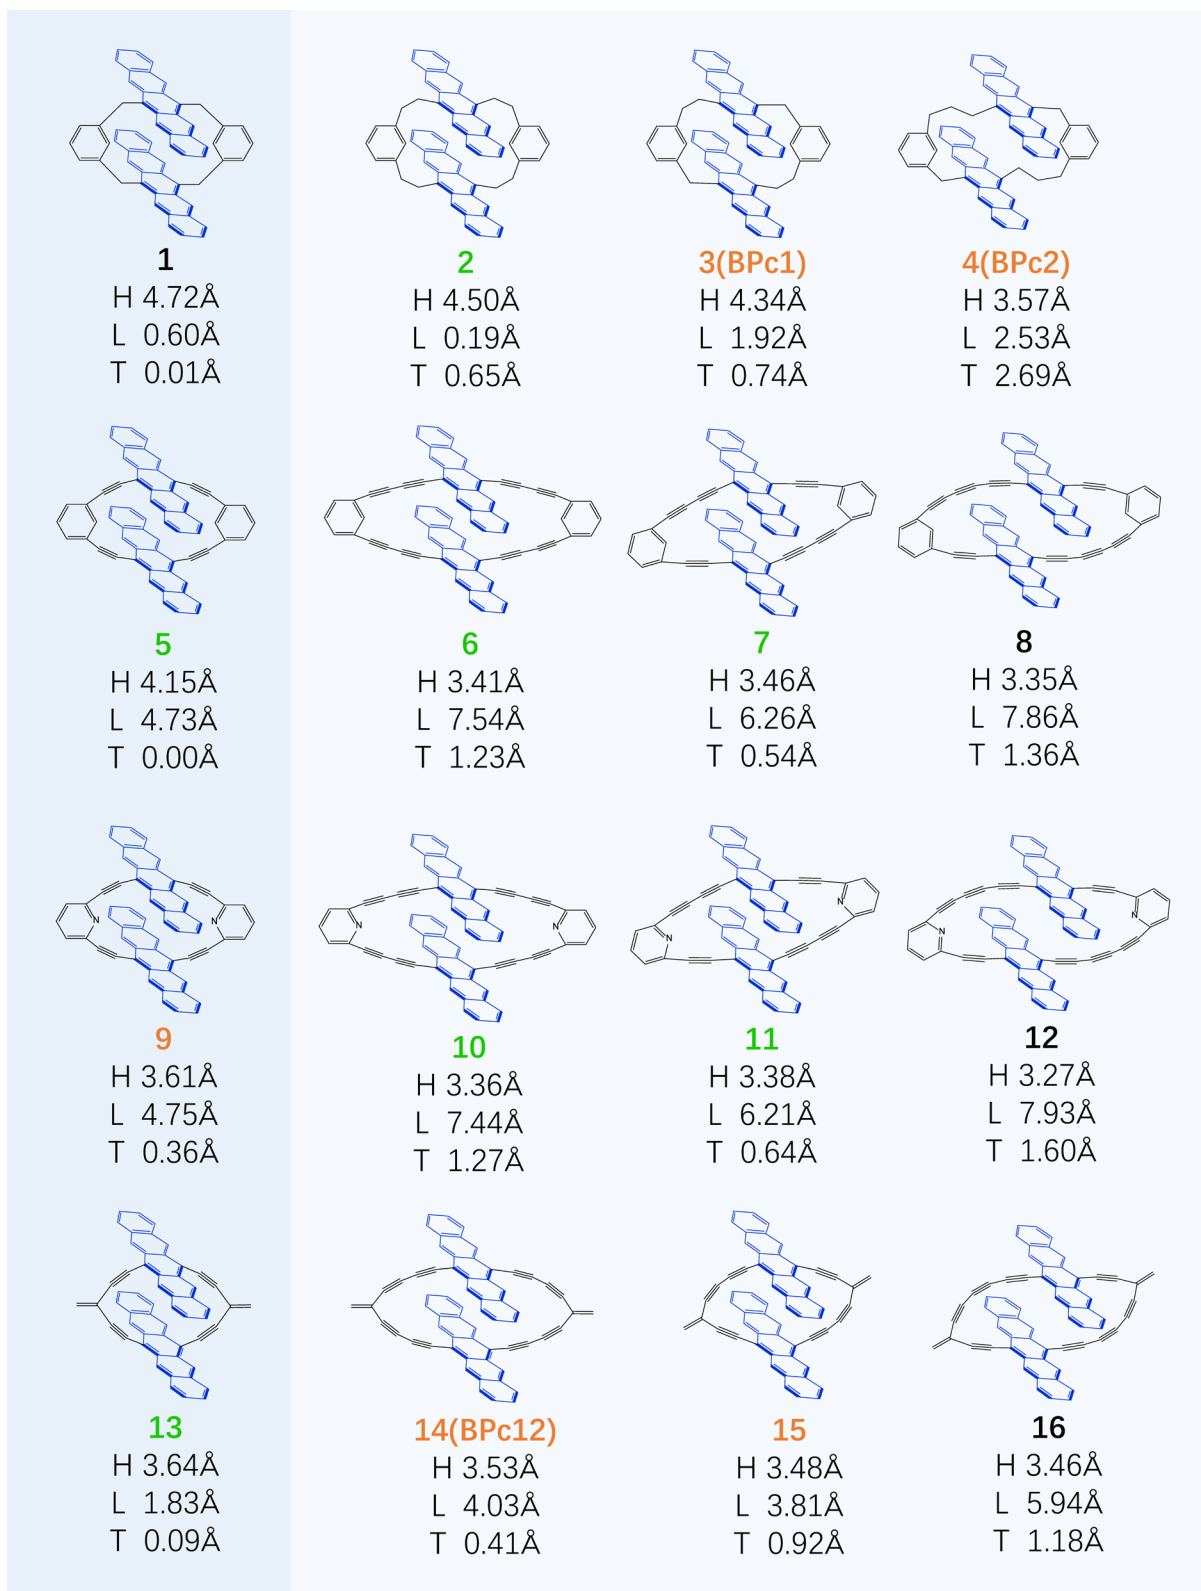 1
H 4.72Å
L 0.60Å
T 0.01Å
2
H 4.50Å
L 0.19Å
T 0.65Å
3(BPc1)
H 4.34Å
L 1.92Å
T 0.74Å
4(BPc2)
H 3.57Å
L 2.53Å
T 2.69Å
5
H 4.15Å
L 4.73Å
T 0.00Å
6
H 3.41Å
L 7.54Å
T 1.23Å
7
H 3.46Å
L 6.26Å
T 0.54Å
8
H 3.35Å
L 7.86Å
T 1.36Å
N
N
9
H 3.61Å
L 4.75Å
T 0.36Å
N
N
10
H 3.36Å
L 7.44Å
T 1.27Å
N
N
11
H 3.38Å
L 6.21Å
T 0.64Å
N
N
12
H 3.27Å
L 7.93Å
T 1.60Å
13
H 3.64Å
L 1.83Å
T 0.09Å
14(BPc12)
H 3.53Å
L 4.03Å
T 0.41Å
15
H 3.48Å
L 3.81Å
T 0.92Å
16
H 3.46Å
L 5.94Å
T 1.18Å